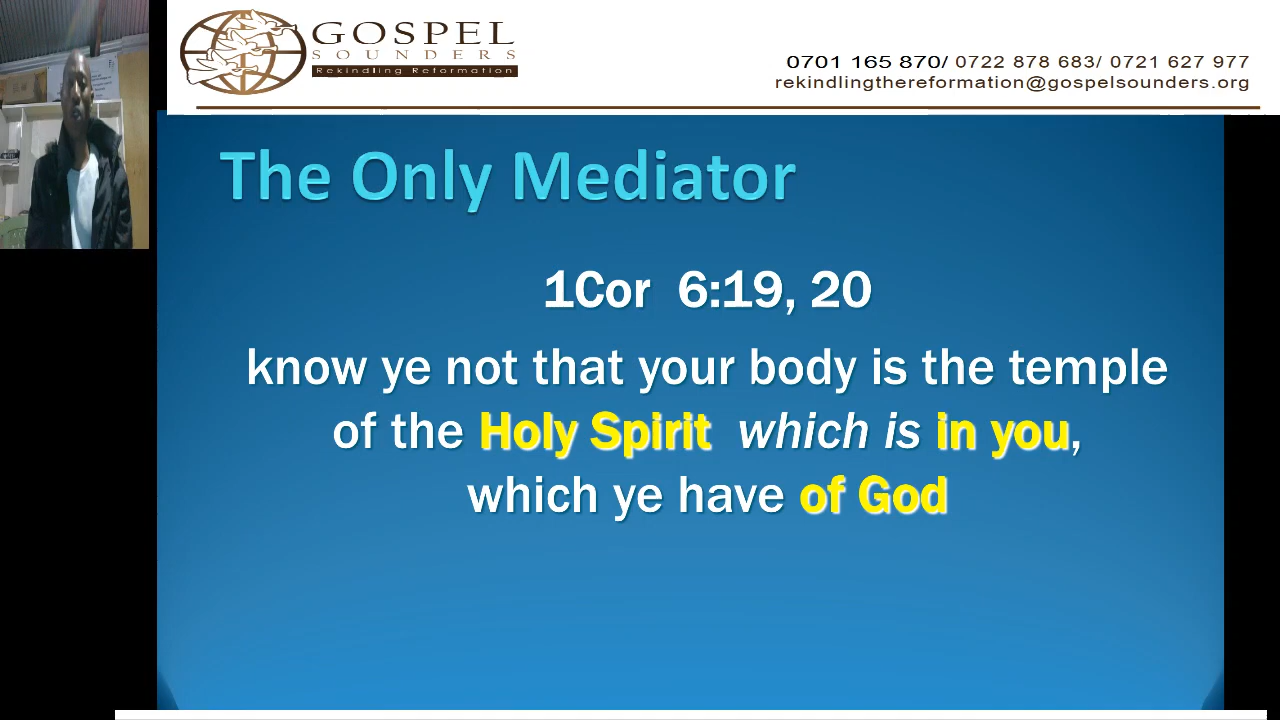 GOSPEL
SOUNDERS
Rekindling Reformation
0701 165 870/ 0722 878 683/ 0721 627 977
rekindlingthereformation@gospelsounders.org
The Only Mediator
1Cor 6:19, 20
know ye not that your body is the temple
of the Holy Spirit which is in you,
which ye have of God